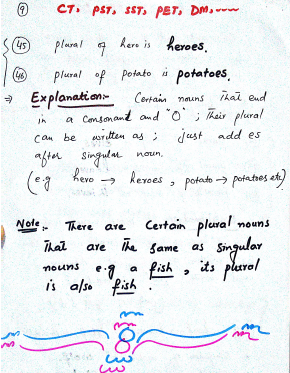 9 CT, PST, SST, PET, DM,
45 plural of hero is heroes.
46 plural of potato is potatoes.
⇒ Explanation:- Certain nouns That end
in a consonant and "O" ; Their plural
can be written as ; just add es
after singular noun.
(e.g hero → heroes, potato → potatoes etc)
Note:- There are Certain plural nouns
That are The same as singular
nouns e.g a fish, its plural
is also fish.